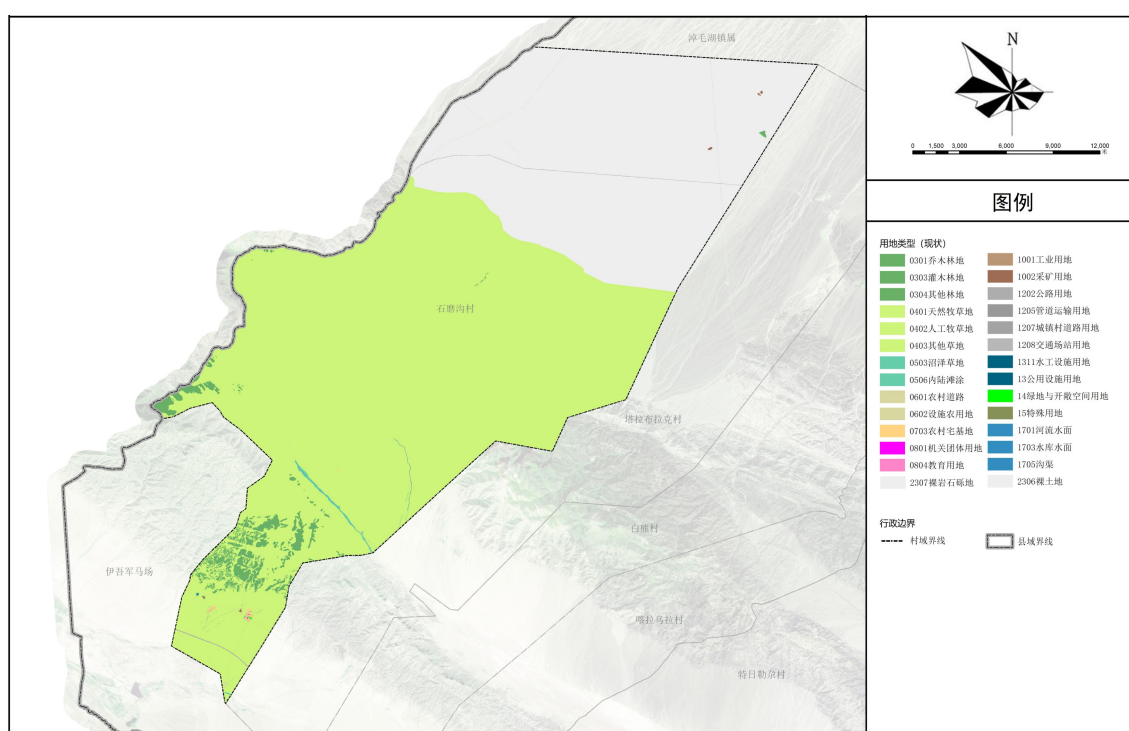 淖毛湖镇属
石磨沟村
塔拉布拉克村
白熊村
伊吾军马场
喀拉乌拉村
特日勒尕村
N
0 1,500 3,000 6,000 9,000 12,000
米
图例
用地类型（现状）
0301乔木林地
0303灌木林地
0304其他林地
0401天然牧草地
0402人工牧草地
0403其他草地
0503沼泽草地
0506内陆滩涂
0601农村道路
0602设施农用地
0703农村宅基地
0801机关团体用地
0804教育用地
2307裸岩石砾地
1001工业用地
1002采矿用地
1202公路用地
1205管道运输用地
1207城镇村道路用地
1208交通场站用地
1311水工设施用地
13公用设施用地
14绿地与开敞空间用地
15特殊用地
1701河流水面
1703水库水面
1705沟渠
2306裸土地
行政边界
村域界线
县域界线